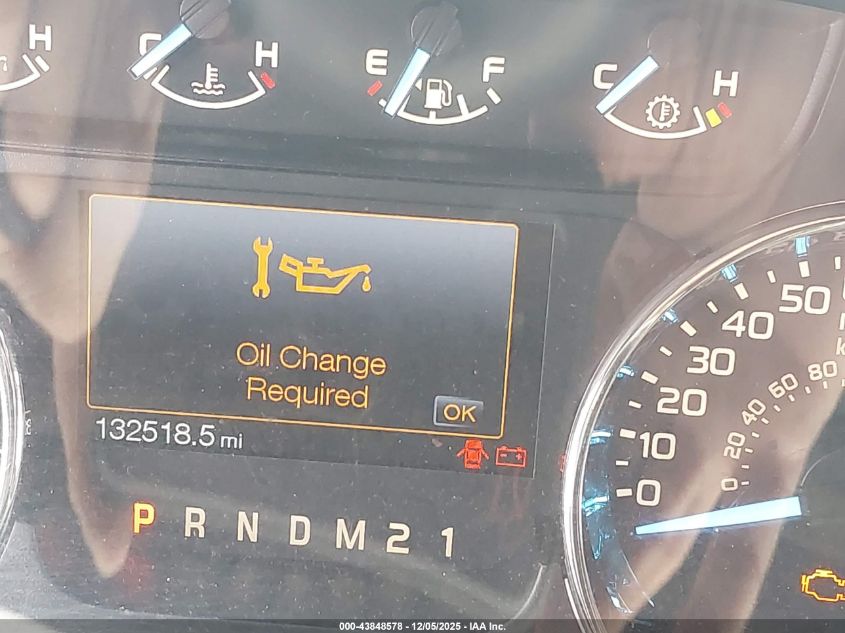 H
C H
E F
C H
Oil Change
Required
OK
132518.5 mi
P R N D M 2 1
50
40
30
20
10
0
80
60
40
20
0
000-43848578 - 12/05/2025 - IAA Inc.